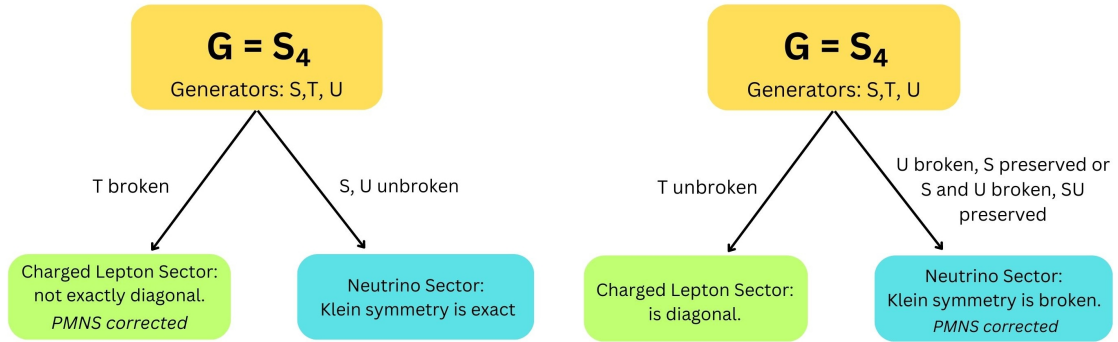 G = S₄
Generators: S,T, U
T broken
S, U unbroken
Charged Lepton Sector:
not exactly diagonal.
PMNS corrected
Neutrino Sector:
Klein symmetry is exact
G = S₄
Generators: S,T, U
T unbroken
U broken, S preserved or
S and U broken, SU
preserved
Charged Lepton Sector:
is diagonal.
Neutrino Sector:
Klein symmetry is broken.
PMNS corrected